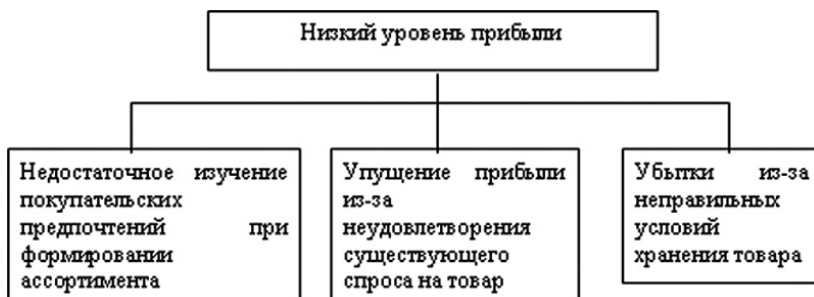 Низкий уровень прибыли
Недостаточное изучение
покупательских
предпочтений при
формировании
ассортимента
Упущение прибыли
из-за
неудовлетворения
существующего
спроса на товар
Убытки из-за
неправильных
условий
хранения товара